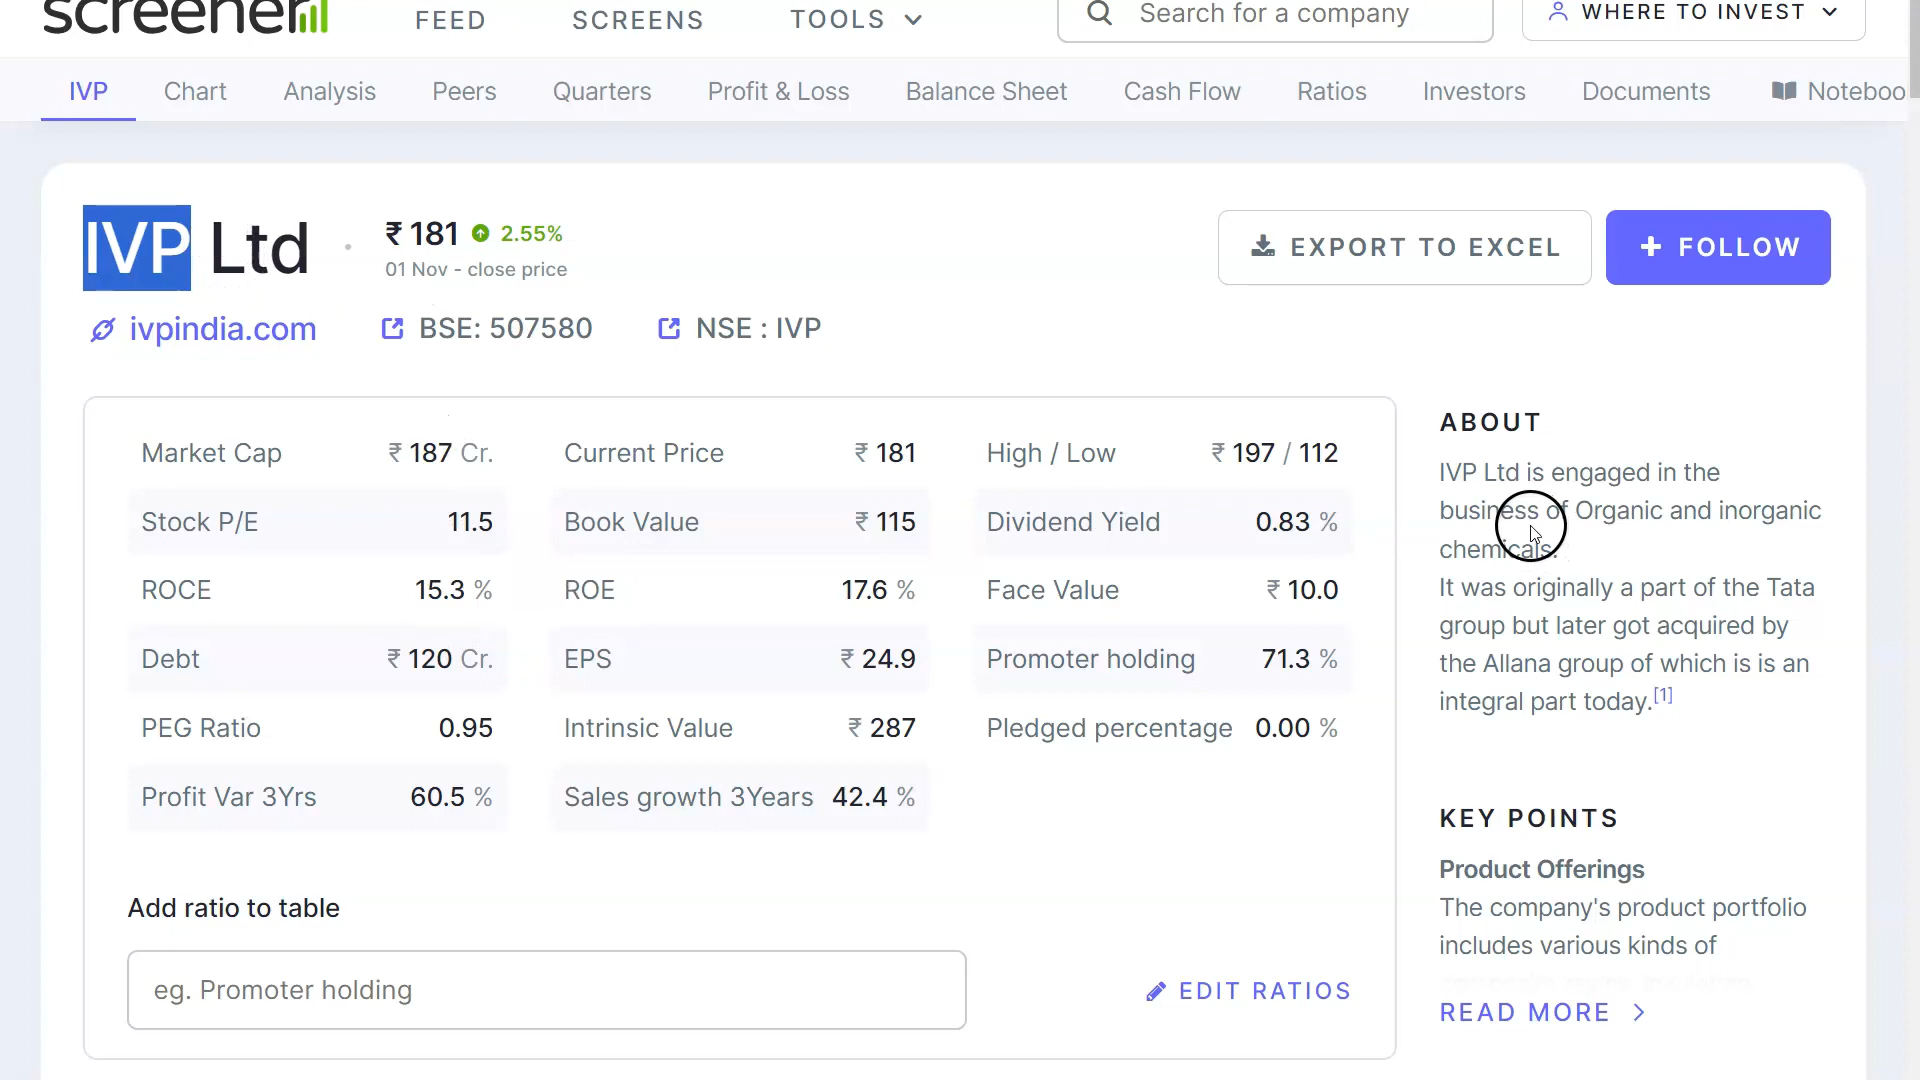 screener
FEED
SCREENS
TOOLS
Search for a company
WHERE TO INVEST
IVP
Chart
Analysis
Peers
Quarters
Profit & Loss
Balance Sheet
Cash Flow
Ratios
Investors
Documents
Noteboo
IVP Ltd
₹ 181 2.55%
01 Nov - close price
EXPORT TO EXCEL
+ FOLLOW
ivpindia.com
BSE: 507580
NSE : IVP
Market Cap ₹ 187 Cr.
Current Price ₹ 181
High / Low ₹ 197 / 112
Stock P/E 11.5
Book Value ₹ 115
Dividend Yield 0.83 %
ROCE 15.3 %
ROE 17.6 %
Face Value ₹ 10.0
Debt ₹ 120 Cr.
EPS ₹ 24.9
Promoter holding 71.3 %
PEG Ratio 0.95
Intrinsic Value ₹ 287
Pledged percentage 0.00 %
Profit Var 3Yrs 60.5 %
Sales growth 3Years 42.4 %
Add ratio to table
eg. Promoter holding
EDIT RATIOS
ABOUT
IVP Ltd is engaged in the
business of Organic and inorganic
chemicals.
It was originally a part of the Tata
group but later got acquired by
the Allana group of which is is an
integral part today.[1]
KEY POINTS
Product Offerings
The company's product portfolio
includes various kinds of
READ MORE